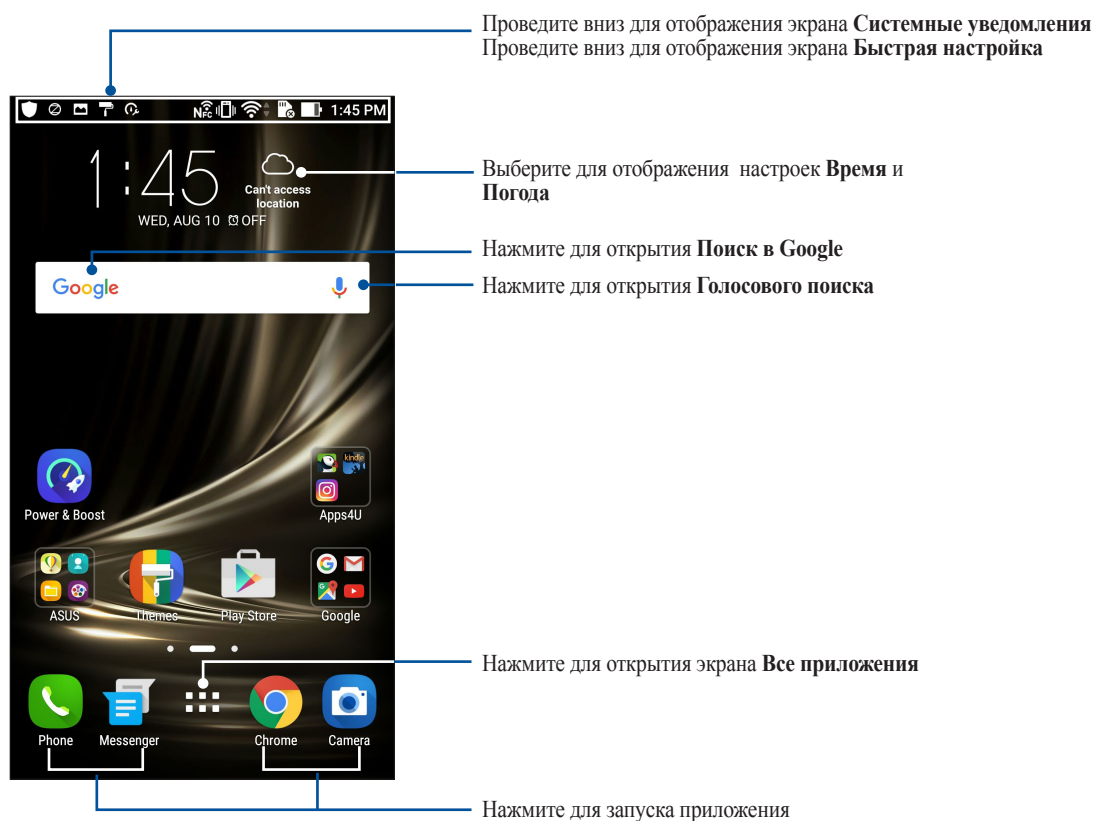 Проведите вниз для отображения экрана Системные уведомления
Проведите вниз для отображения экрана Быстрая настройка
NFC
1:45 PM
1:45
Can't access
location
WED, AUG 10 OFF
Выберите для отображения настроек Время и
Погода
Нажмите для открытия Поиск в Google
Google
Нажмите для открытия Голосового поиска
kindle
Power & Boost
Apps4U
ASUS
Themes
Play Store
Google
Нажмите для открытия экрана Все приложения
Phone
Messenger
Chrome
Camera
Нажмите для запуска приложения